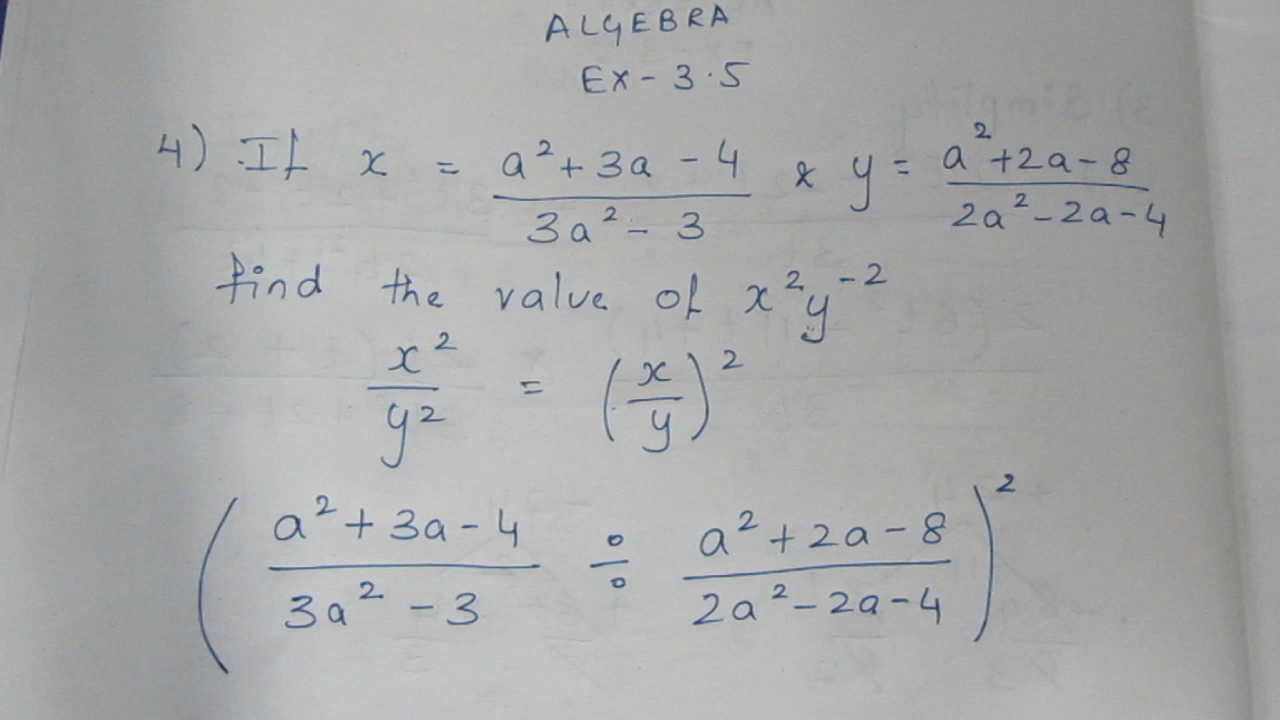 ALGEBRA
EX - 3.5
4) If x = (a² + 3a - 4)/(3a² - 3) & y = (a² + 2a - 8)/(2a² - 2a - 4)
find the value of x² y⁻²
x²/y² = (x/y)²
((a² + 3a - 4)/(3a² - 3) ÷ (a² + 2a - 8)/(2a² - 2a - 4))²